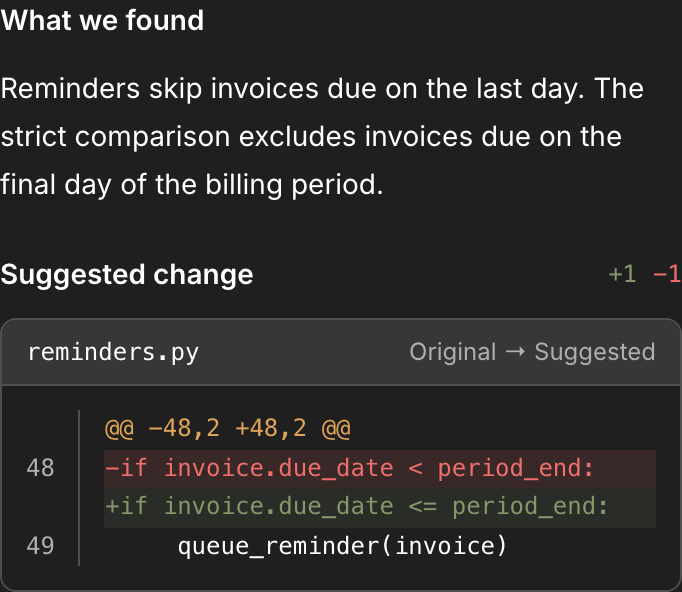 What we found
Reminders skip invoices due on the last day. The
strict comparison excludes invoices due on the
final day of the billing period.
Suggested change +1 −1
reminders.py Original → Suggested
@@ −48,2 +48,2 @@
48 −if invoice.due_date < period_end:
+if invoice.due_date <= period_end:
49 queue_reminder(invoice)